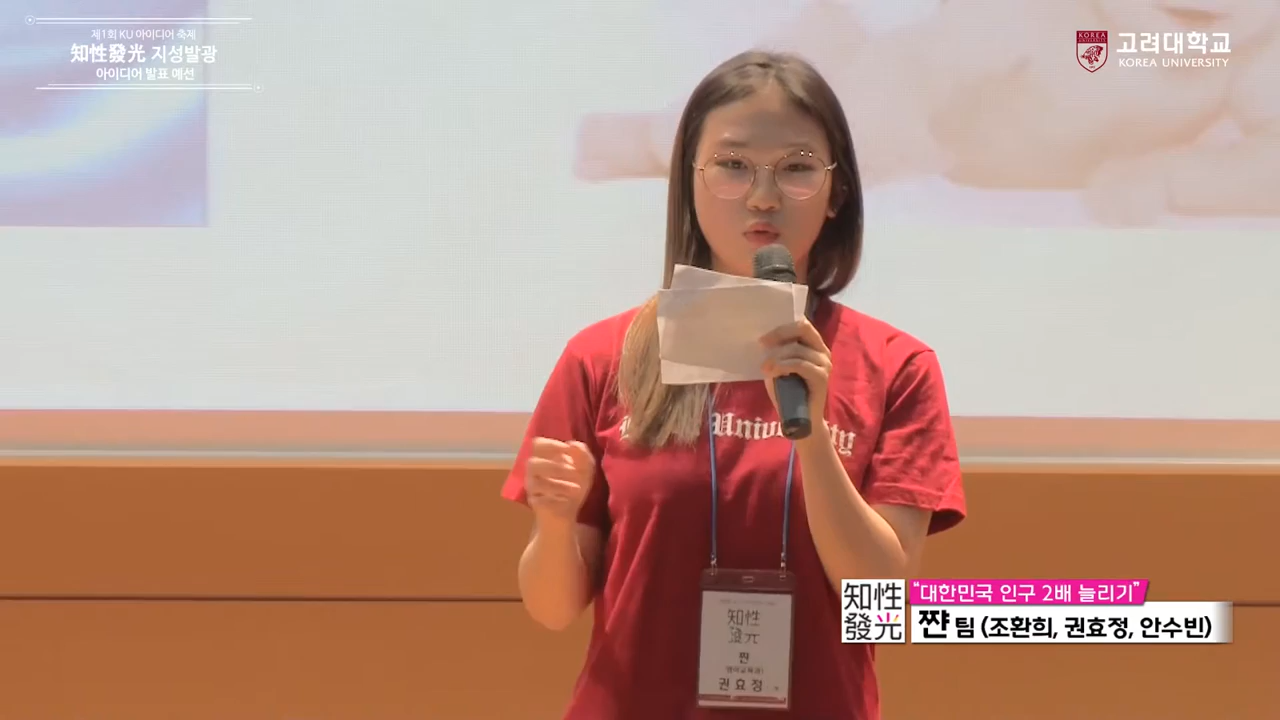 제1회 KU 아이디어 축제
知性發光 지성발광
아이디어 발표 예선
KOREA
고려대학교
KOREA UNIVERSITY
University
知性
發光
쨘
권효정
知性
發光
“대한민국 인구 2배 늘리기”
쨘 팀 (조환희, 권효정, 안수빈)